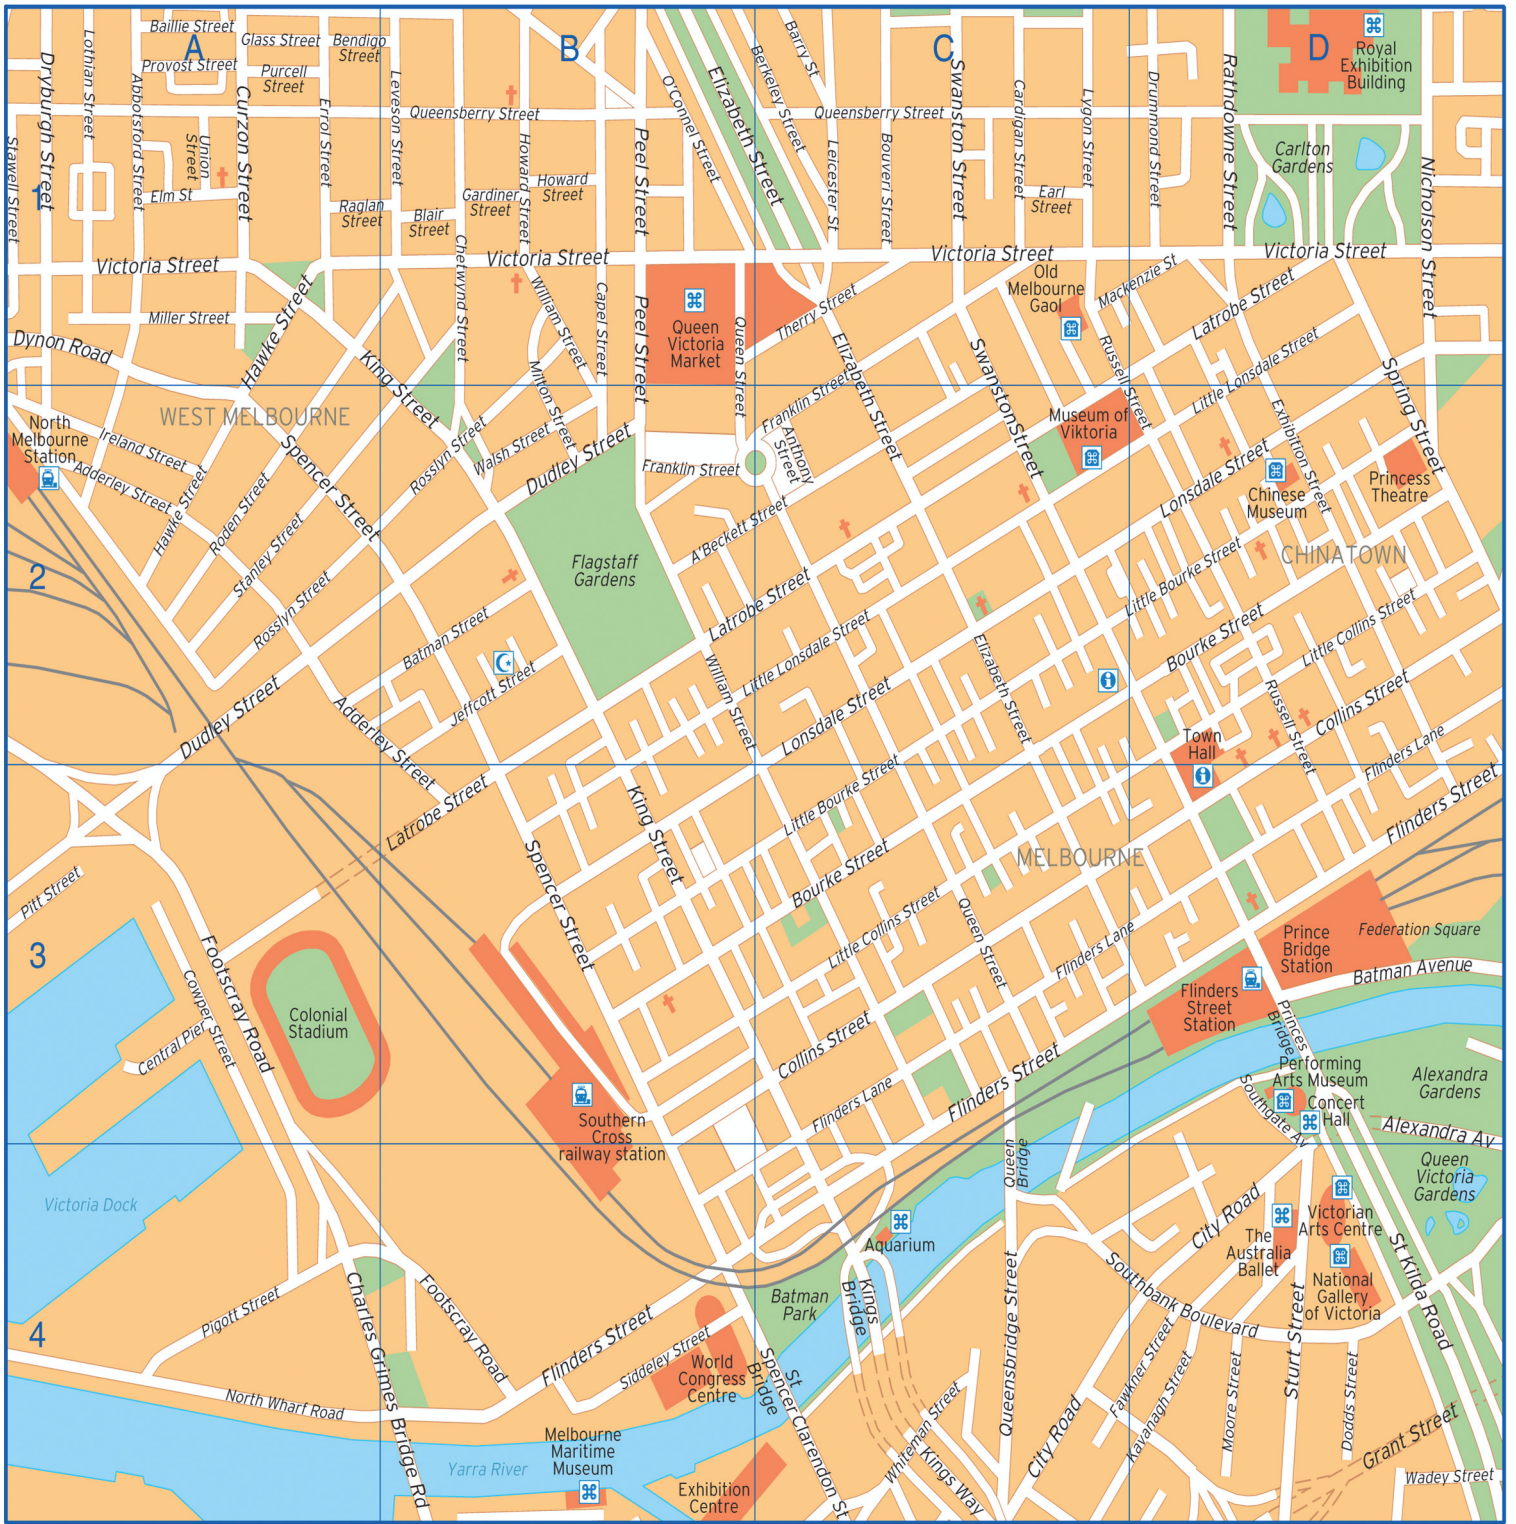 A
B
C
D
1
2
3
4
Baillie Street
Provost Street
Glass Street
Purcell
Street
Bendigo
Street
Dryburgh Street
Lothian Street
Abbotsford Street
Union
Street
Curzon Street
Errol Street
Leveson Street
Stawell Street
Elm St
Raglan
Street
Blair
Street
Queensberry Street
Gardiner
Street
Howard Street
Howard
Street
Peel Street
O'Connel Street
Elizabeth Street
Berkeley Street
Barry St
Leicester St
Queensberry Street
Bouveri Street
Swanston Street
Cardigan Street
Lygon Street
Earl
Street
Drummond Street
Rathdowne Street
Royal
Exhibition
Building
Carlton
Gardens
Nicholson Street
Victoria Street
Victoria Street
Victoria Street
Victoria Street
Miller Street
Dynon Road
Hawke Street
King Street
Chetwynd Street
William Street
Capel Street
Milton Street
Peel Street
Queen
Victoria
Market
Queen Street
Therry Street
Franklin Street
Elizabeth Street
Old
Melbourne
Gaol
Mackenzie St
Latrobe Street
Little Lonsdale Street
Swanston Street
Russell Street
Exhibition Street
Spring Street
WEST MELBOURNE
North
Melbourne
Station
Ireland Street
Adderley Street
Hawke Street
Roden Street
Stanley Street
Rosslyn Street
Spencer Street
Rosslyn Street
Walsh Street
Dudley Street
Franklin Street
Anthony
Street
A'Beckett Street
Flagstaff
Gardens
Batman Street
Jeffcott Street
Adderley Street
Dudley Street
Latrobe Street
Little Lonsdale Street
Lonsdale Street
William Street
Museum of
Viktoria
Lonsdale Street
Chinese
Museum
Princess
Theatre
CHINATOWN
Little Bourke Street
Bourke Street
Little Collins Street
Collins Street
Flinders Lane
Flinders Street
Elizabeth Street
Russell Street
Town
Hall
Latrobe Street
King Street
Spencer Street
Little Bourke Street
Bourke Street
Little Collins Street
Queen Street
Flinders Lane
MELBOURNE
Pitt Street
Footscray Road
Cowper Street
Central Pier
Colonial
Stadium
Southern
Cross
railway station
Collins Street
Flinders Lane
Flinders Street
Flinders
Street
Station
Prince
Bridge
Station
Federation Square
Batman Avenue
Princes
Bridge
Performing
Arts Museum
Concert
Hall
Southgate Av
Alexandra
Gardens
Alexandra Av
Queen
Victoria
Gardens
Victoria Dock
Pigott Street
Charles Grimes Bridge Rd
Footscray Road
North Wharf Road
Flinders Street
Siddeley Street
World
Congress
Centre
Melbourne
Maritime
Museum
Yarra River
Exhibition
Centre
Spencer St
Bridge
Clarendon St
Batman
Park
Aquarium
Kings
Bridge
Queen
Bridge
Queensbridge Street
Whiteman Street
Kings Way
City Road
City Road
Southbank Boulevard
Fawkner Street
Kavanagh Street
Moore Street
Sturt Street
Dodds Street
The
Australia
Ballet
Victorian
Arts Centre
National
Gallery
of Victoria
St Kilda Road
Grant Street
Wadey Street